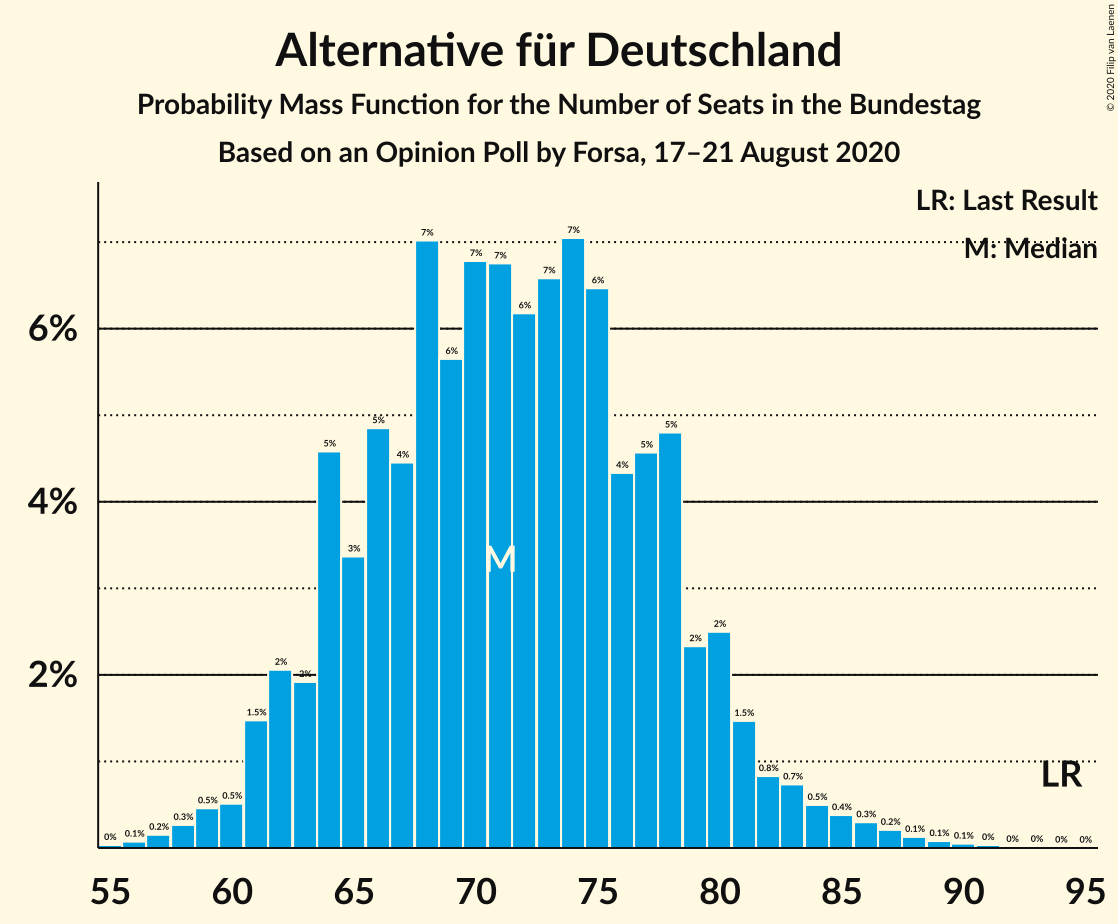 Alternative für Deutschland
Probability Mass Function for the Number of Seats in the Bundestag
Based on an Opinion Poll by Forsa, 17–21 August 2020
© 2020 Filip van Laenen
LR: Last Result
M: Median
6%
4%
2%
0% 0.1% 0.2% 0.3% 0.5% 0.5% 1.5% 2% 2% 5% 3% 5% 4% 7% 6% 7% 7% 6% 7% 7% 6% 4% 5% 5% 2% 2% 1.5% 0.8% 0.7% 0.5% 0.4% 0.3% 0.2% 0.1% 0.1% 0.1% 0% 0% 0% 0% 0%
M
LR
55 60 65 70 75 80 85 90 95